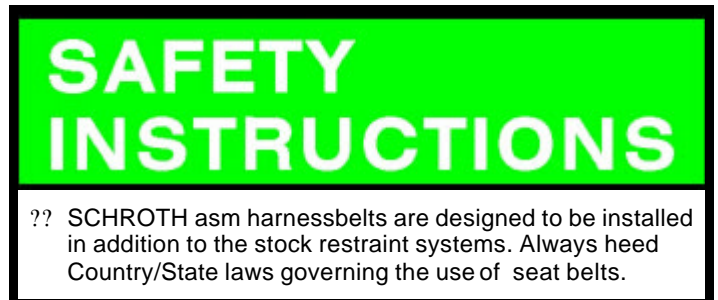 SAFETY
INSTRUCTIONS
?? SCHROTH asm harnessbelts are designed to be installed
in addition to the stock restraint systems. Always heed
Country/State laws governing the use of seat belts.